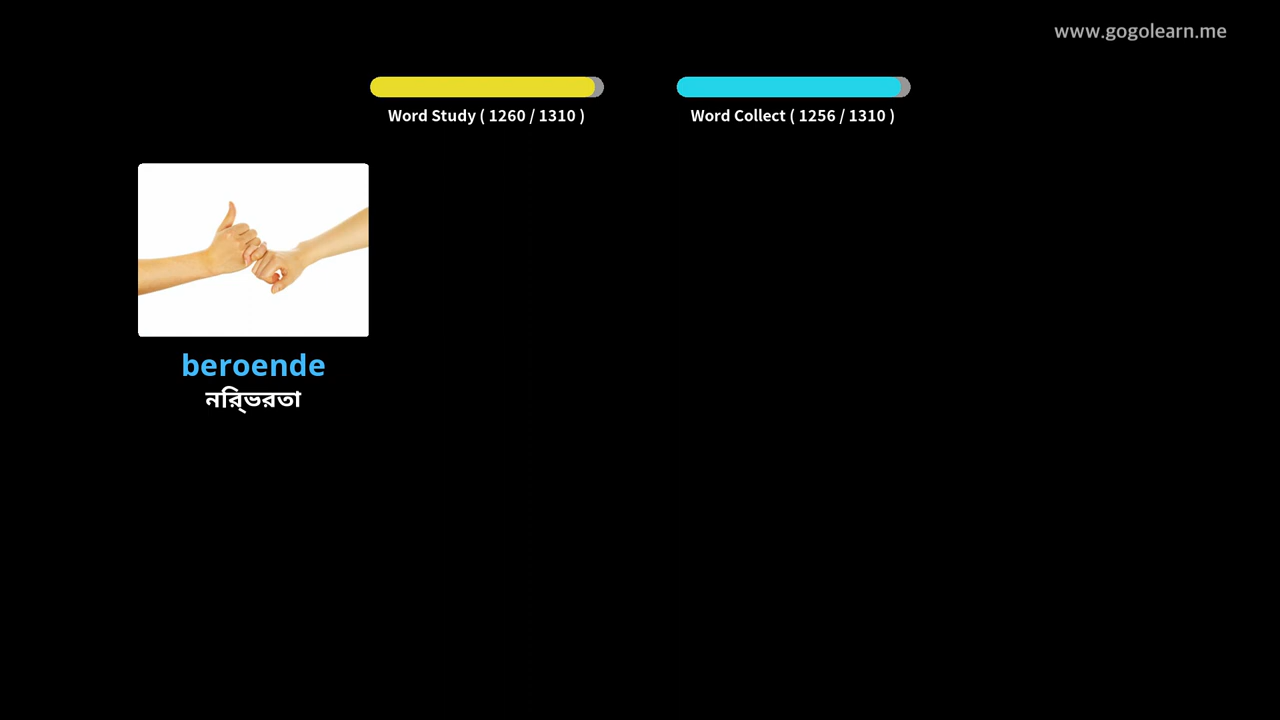 www.gogolearn.me
Word Study ( 1260 / 1310 )
Word Collect ( 1256 / 1310 )
beroende
নির্ভরতা